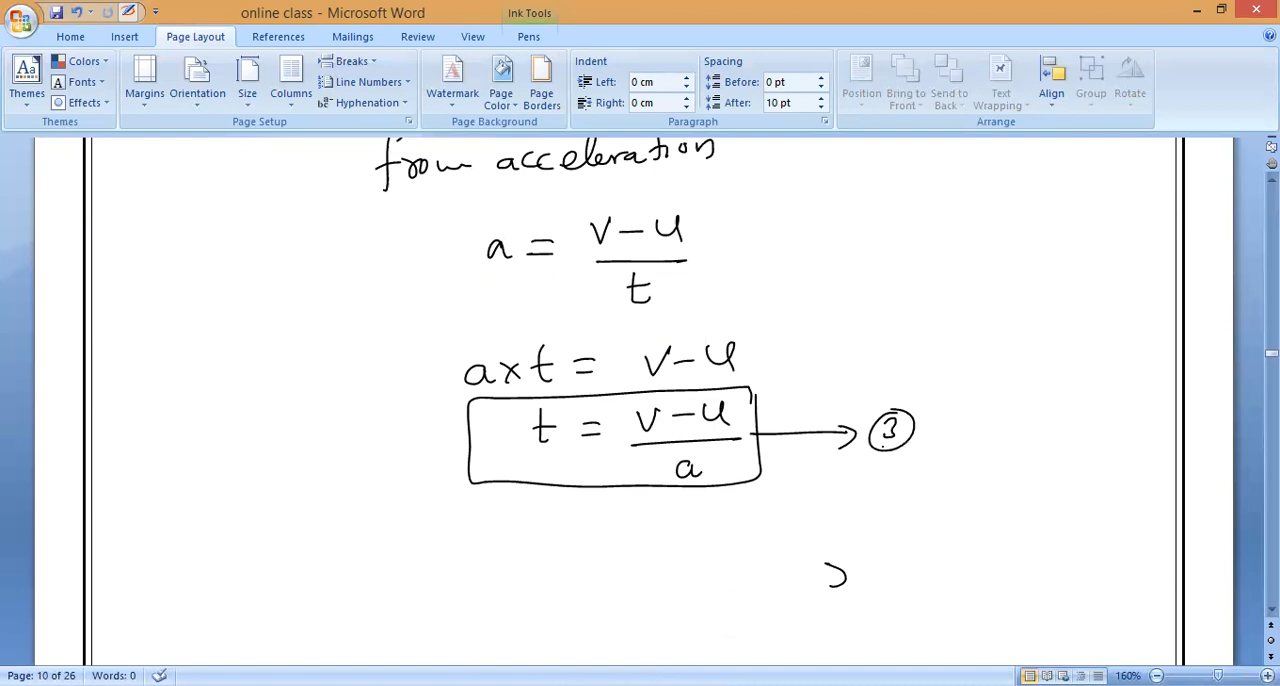 online class - Microsoft Word
Ink Tools
Home Insert Page Layout References Mailings Review View Pens
Themes
Colors
Fonts
Effects
Themes
Margins
Orientation
Size
Columns
Breaks
Line Numbers
Hyphenation
Page Setup
Watermark
Page Color
Page Borders
Page Background
Indent
Left: 0 cm
Right: 0 cm
Spacing
Before: 0 pt
After: 10 pt
Paragraph
Position
Bring to Front
Send to Back
Text Wrapping
Align
Group
Rotate
Arrange
from acceleration
a = (v-u)/t
a×t = v-u
t = (v-u)/a → ③
Page: 10 of 26
Words: 0
160%